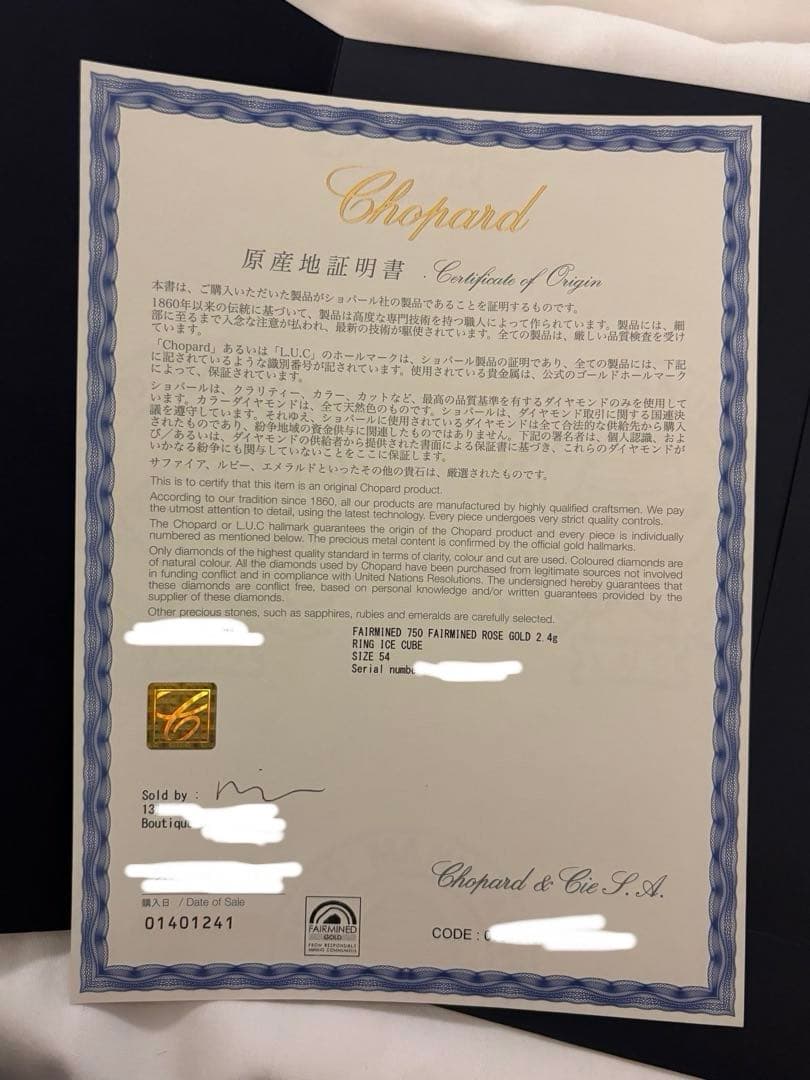 Chopard
原産地証明書 . Certificate of Origin
本書は、ご購入いただいた製品がショパール社の製品であることを証明するものです。
1860年以来の伝統に基づいて、製品は高度な専門技術を持つ職人によって作られています。製品には、細
部に至るまで入念な注意が払われ、最新の技術が駆使されています。全ての製品は、厳しい品質検査を受け
ています。
「Chopard」あるいは「L.U.C」のホールマークは、ショパール製品の証明であり、全ての製品には、下記
に記されているような識別番号が記されています。使用されている貴金属は、公式のゴールドホールマーク
によって、保証されています。
ショパールは、クラリティー、カラー、カットなど、最高の品質基準を有するダイヤモンドのみを使用して
います。カラーダイヤモンドは、全て天然色のものです。ショパールは、ダイヤモンド取引に関する国連決
議を遵守しています。それゆえ、ショパールに使用されているダイヤモンドは全て合法的な供給先から購入
されたものであり、紛争地域の資金供与に関連したものではありません。下記の署名者は、個人認識、およ
び／あるいは、ダイヤモンドの供給者から提供された書面による保証書に基づき、これらのダイヤモンドが
いかなる紛争にも関与していないことをここに保証します。
サファイア、ルビー、エメラルドといったその他の貴石は、厳選されたものです。
This is to certify that this item is an original Chopard product.
According to our tradition since 1860, all our products are manufactured by highly qualified craftsmen. We pay
the utmost attention to detail, using the latest technology. Every piece undergoes very strict quality controls.
The Chopard or L.U.C hallmark guarantees the origin of the Chopard product and every piece is individually
numbered as mentioned below. The precious metal content is confirmed by the official gold hallmarks.
Only diamonds of the highest quality standard in terms of clarity, colour and cut are used. Coloured diamonds are
of natural colour. All the diamonds used by Chopard have been purchased from legitimate sources not involved
in funding conflict and in compliance with United Nations Resolutions. The undersigned hereby guarantees that
these diamonds are conflict free, based on personal knowledge and/or written guarantees provided by the
supplier of these diamonds.
Other precious stones, such as sapphires, rubies and emeralds are carefully selected.
FAIRMINED 750 FAIRMINED ROSE GOLD 2.4g
RING ICE CUBE
SIZE 54
Serial numbe
Sold by :
13
Boutiqu
Chopard & Cie S.A.
購入日 / Date of Sale
01401241
FAIRMINED
GOLD
FROM RESPONSIBLE
MINING COMMUNITIES
CODE :